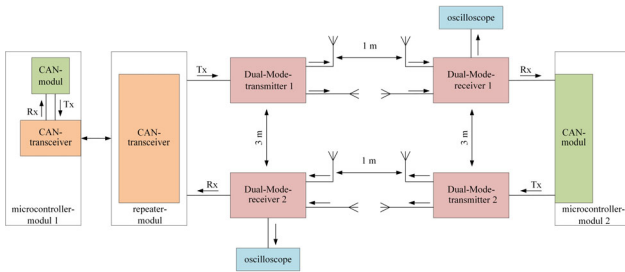 oscilloscope
1 m
CAN-
modul
Rx
Tx
CAN-
transceiver
microcontroller-
modul 1
CAN-
transceiver
repeater-
modul
Tx
Dual-Mode-
transmitter 1
Dual-Mode-
receiver 1
Rx
3 m
3 m
CAN-
modul
1 m
Rx
Dual-Mode-
receiver 2
Dual-Mode-
transmitter 2
Tx
microcontroller-
modul 2
oscilloscope